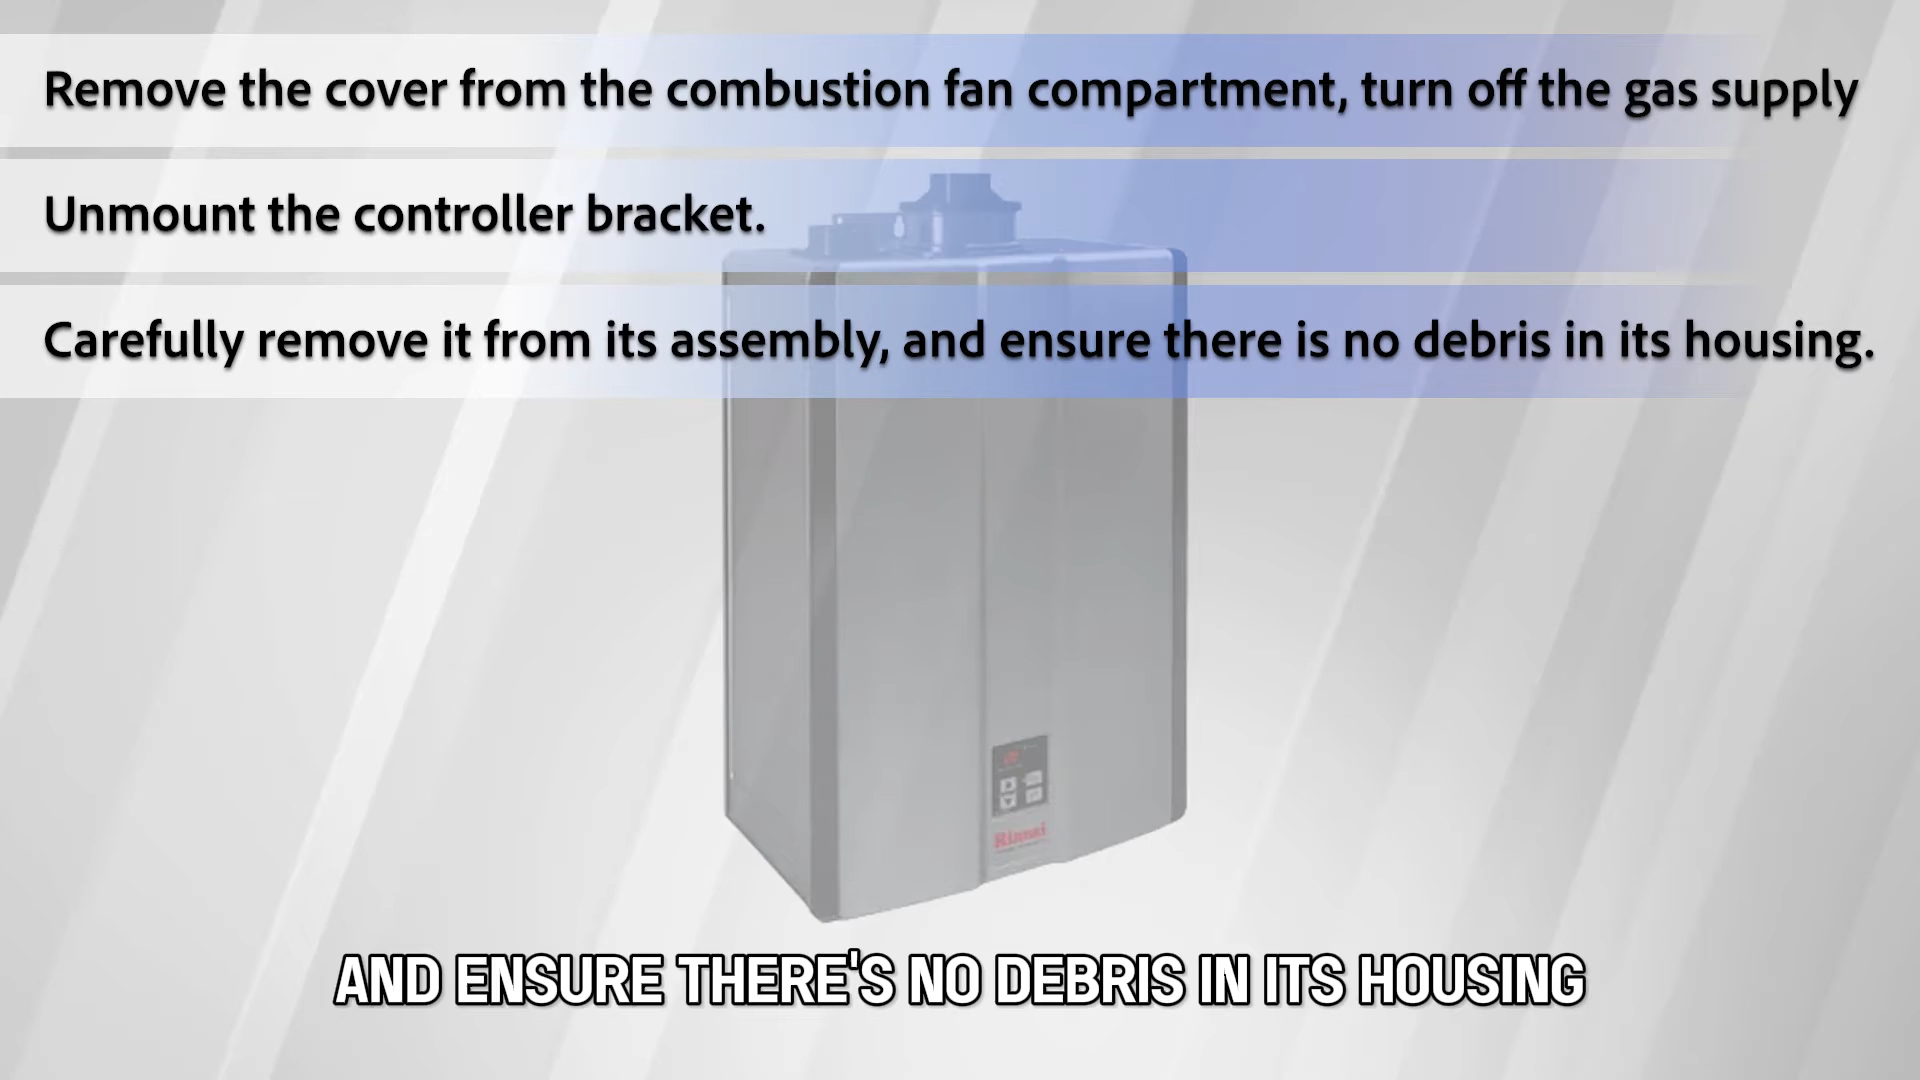 Remove the cover from the combustion fan compartment, turn off the gas supply
Unmount the controller bracket.
Carefully remove it from its assembly, and ensure there is no debris in its housing.
Rinnai
AND ENSURE THERE'S NO DEBRIS IN ITS HOUSING